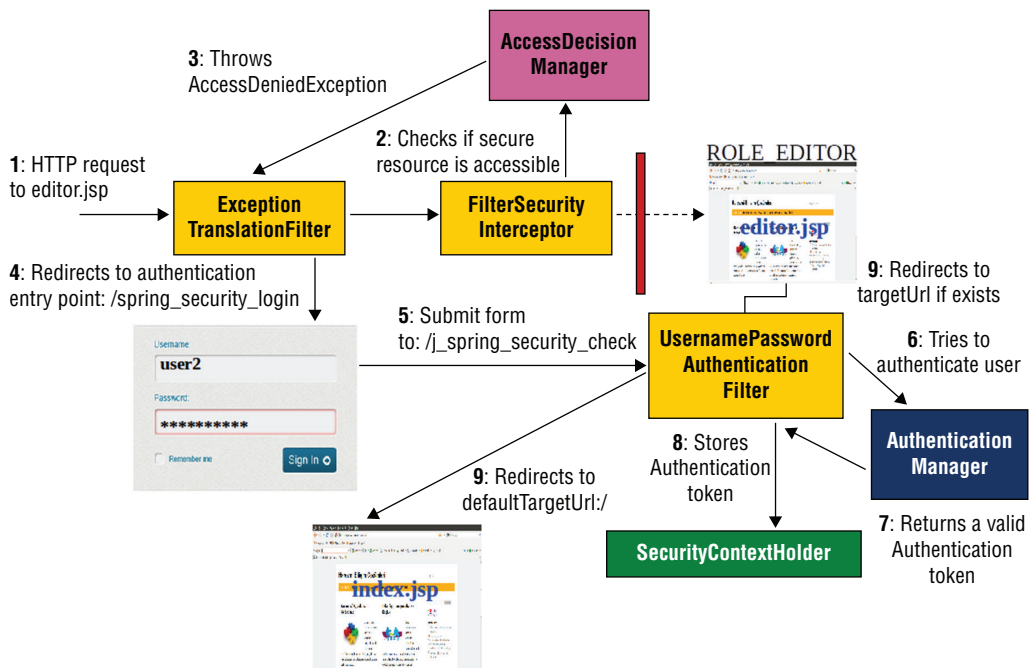 AccessDecision
Manager
3: Throws
AccessDeniedException
2: Checks if secure
resource is accessible
1: HTTP request
to editor.jsp
ROLE_EDITOR
editor.jsp
Exception
TranslationFilter
FilterSecurity
Interceptor
4: Redirects to authentication
entry point: /spring_security_login
9: Redirects to
targetUrl if exists
5: Submit form
to: /j_spring_security_check
UsernamePassword
Authentication
Filter
6: Tries to
authenticate user
Username:
user2
Password:
**********
Remember me
Sign In
8: Stores
Authentication
token
Authentication
Manager
9: Redirects to
defaultTargetUrl:/
7: Returns a valid
Authentication
token
SecurityContextHolder
index.jsp